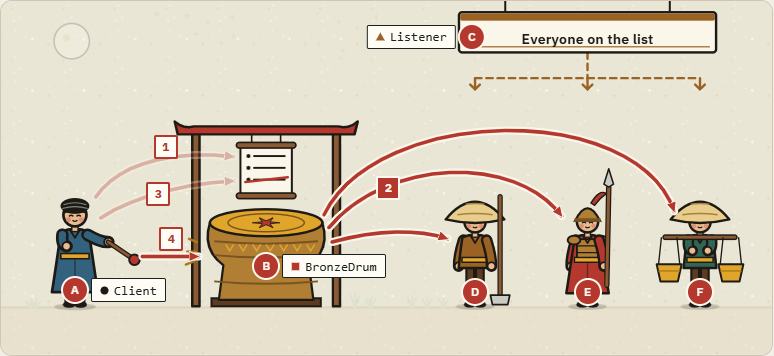 Listener
C
Everyone on the list
1
3
2
4
A
Client
B
BronzeDrum
D
E
F